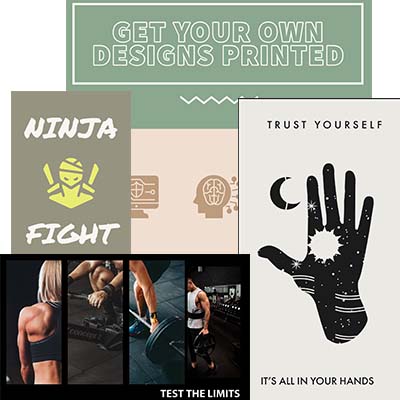 GET YOUR OWN
DESIGNS PRINTED
NINJA
FIGHT
TRUST YOURSELF
IT'S ALL IN YOUR HANDS
TEST THE LIMITS